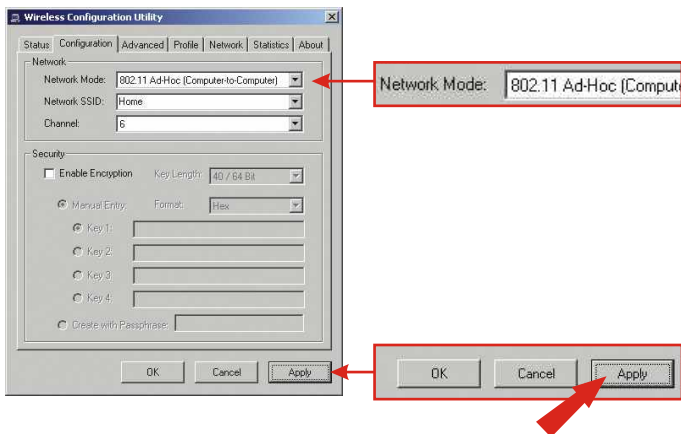 Wireless Configuration Utility
Status Configuration Advanced Profile Network Statistics About
Network
Network Mode: 802.11 Ad-Hoc (Computer-to-Computer)
Network SSID: Home
Channel: 6
Security
Enable Encryption Key Length: 40 / 64 Bit
Manual Entry: Format: Hex
Key 1:
Key 2:
Key 3:
Key 4:
Create with Passphrase:
OK Cancel Apply
Network Mode: 802.11 Ad-Hoc (Compute
OK Cancel Apply